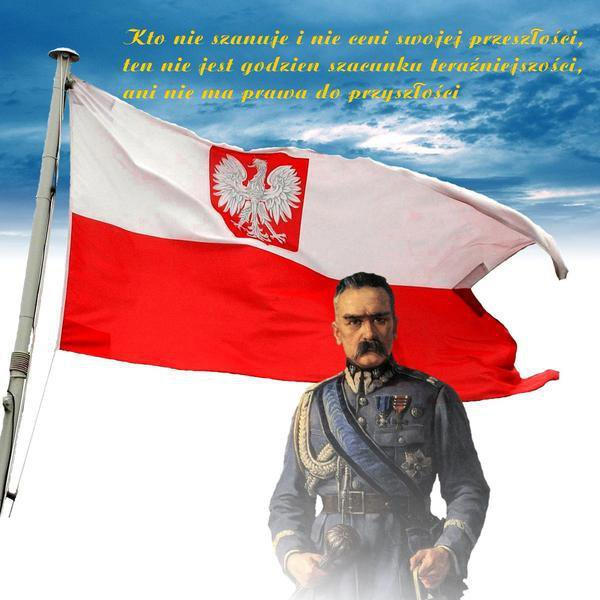 Kto nie szanuje i nie ceni swojej przeszłości,
ten nie jest godzien szacunku teraźniejszości,
ani nie ma prawa do przyszłości